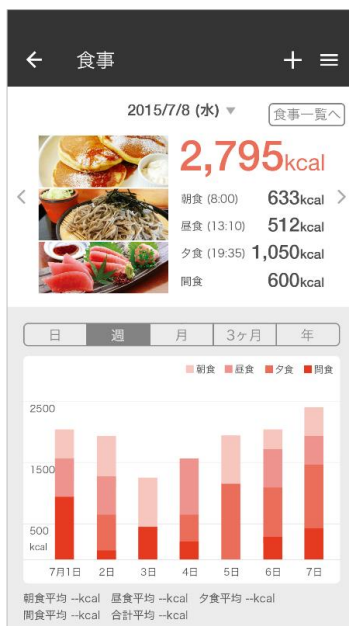 食事
2015/7/8 (水) ▼
食事一覧へ
2,795kcal
朝食 (8:00) 633kcal
昼食 (13:10) 512kcal
夕食 (19:35) 1,050kcal
間食 600kcal
日 週 月 3ヶ月 年
朝食 昼食 夕食 間食
2500
1500
500
kcal
7月1日 2日 3日 4日 5日 6日 7日
朝食平均 --kcal 昼食平均 --kcal 夕食平均 --kcal
間食平均 --kcal 合計平均 --kcal